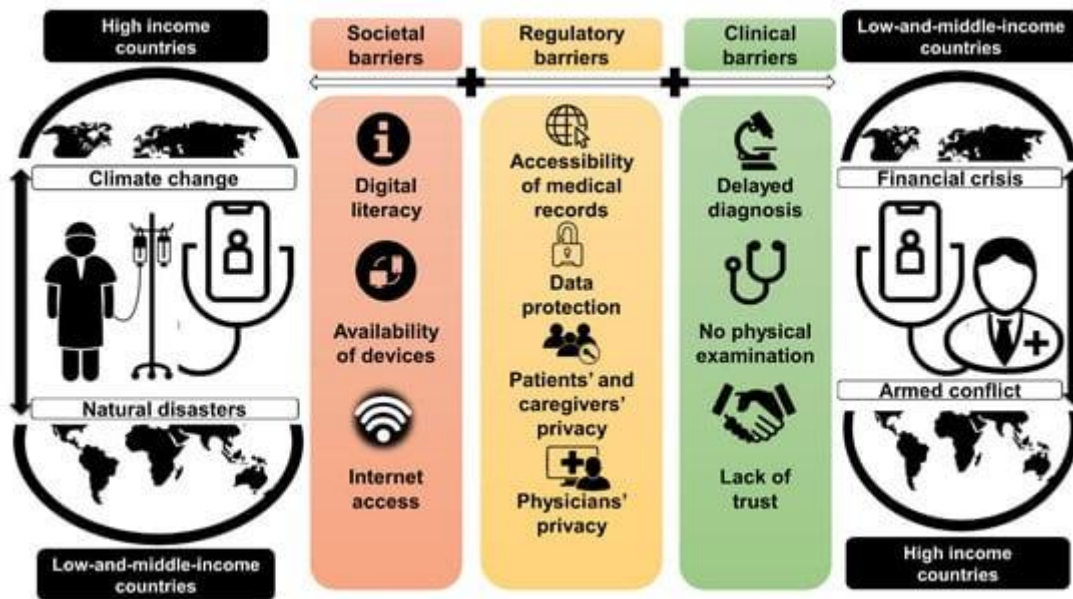 High income
countries
Climate change
Natural disasters
Low-and-middle-income
countries
Societal
barriers
Digital
literacy
Availability
of devices
Internet
access
Regulatory
barriers
Accessibility
of medical
records
Data
protection
Patients' and
caregivers'
privacy
Physicians'
privacy
Clinical
barriers
Delayed
diagnosis
No physical
examination
Lack of
trust
Low-and-middle-income
countries
Financial crisis
Armed conflict
High income
countries